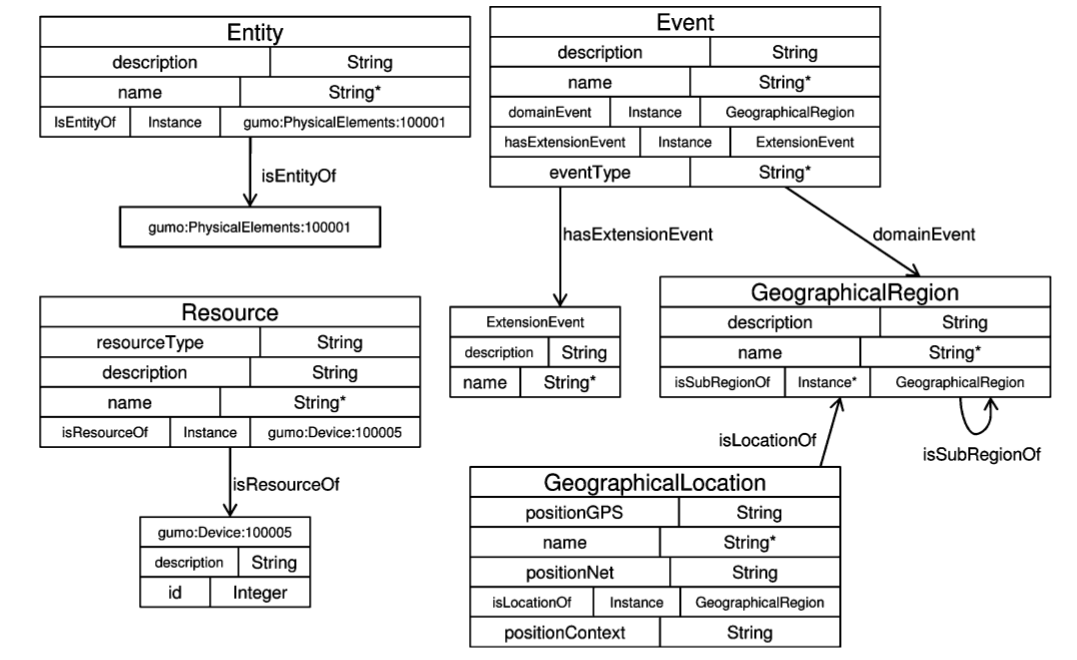 Entity
description String
name String*
IsEntityOf Instance gumo:PhysicalElements:100001
isEntityOf
gumo:PhysicalElements:100001
Event
description String
name String*
domainEvent Instance GeographicalRegion
hasExtensionEvent Instance ExtensionEvent
eventType String*
hasExtensionEvent
domainEvent
Resource
resourceType String
description String
name String*
isResourceOf Instance gumo:Device:100005
isResourceOf
gumo:Device:100005
description String
id Integer
ExtensionEvent
description String
name String*
GeographicalRegion
description String
name String*
isSubRegionOf Instance* GeographicalRegion
isLocationOf
isSubRegionOf
GeographicalLocation
positionGPS String
name String*
positionNet String
isLocationOf Instance GeographicalRegion
positionContext String